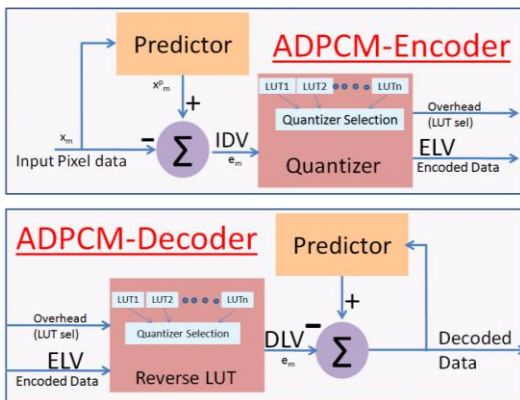 Predictor
ADPCM-Encoder
x^p_m
LUT1 LUT2 LUTn
Quantizer Selection
Overhead
(LUT sel)
+
x_m
-
Σ
IDV
e_m
ELV
Input Pixel data
Quantizer
Encoded Data
ADPCM-Decoder
Predictor
LUT1 LUT2 LUTn
Overhead
(LUT sel)
Quantizer Selection
+
DLV
-
Σ
Decoded
Data
ELV
e_m
Encoded Data
Reverse LUT